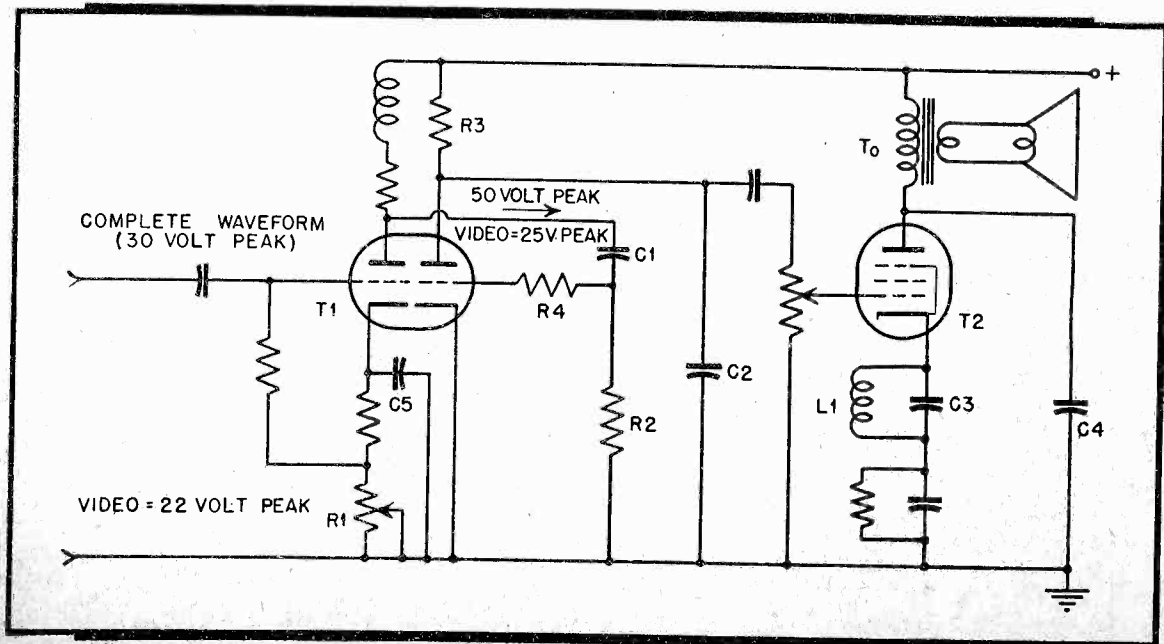 +
R3
To
50 VOLT PEAK
COMPLETE WAVEFORM
(30 VOLT PEAK)
VIDEO=25V.PEAK
C1
T1
R4
T2
C5
C2
L1
C3
C4
R2
VIDEO = 22 VOLT PEAK
R1